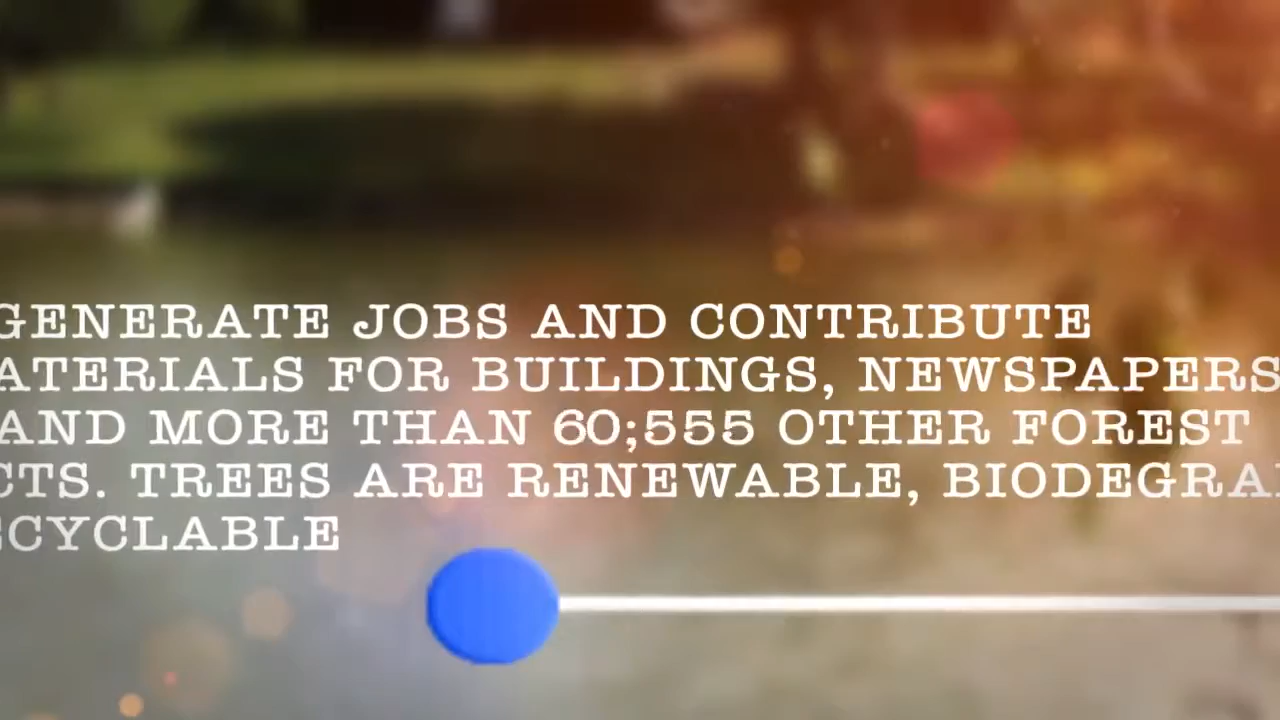 GENERATE JOBS AND CONTRIBUTE
ATERIALS FOR BUILDINGS, NEWSPAPERS
AND MORE THAN 60;555 OTHER FOREST
CTS. TREES ARE RENEWABLE, BIODEGRA
ECYCLABLE